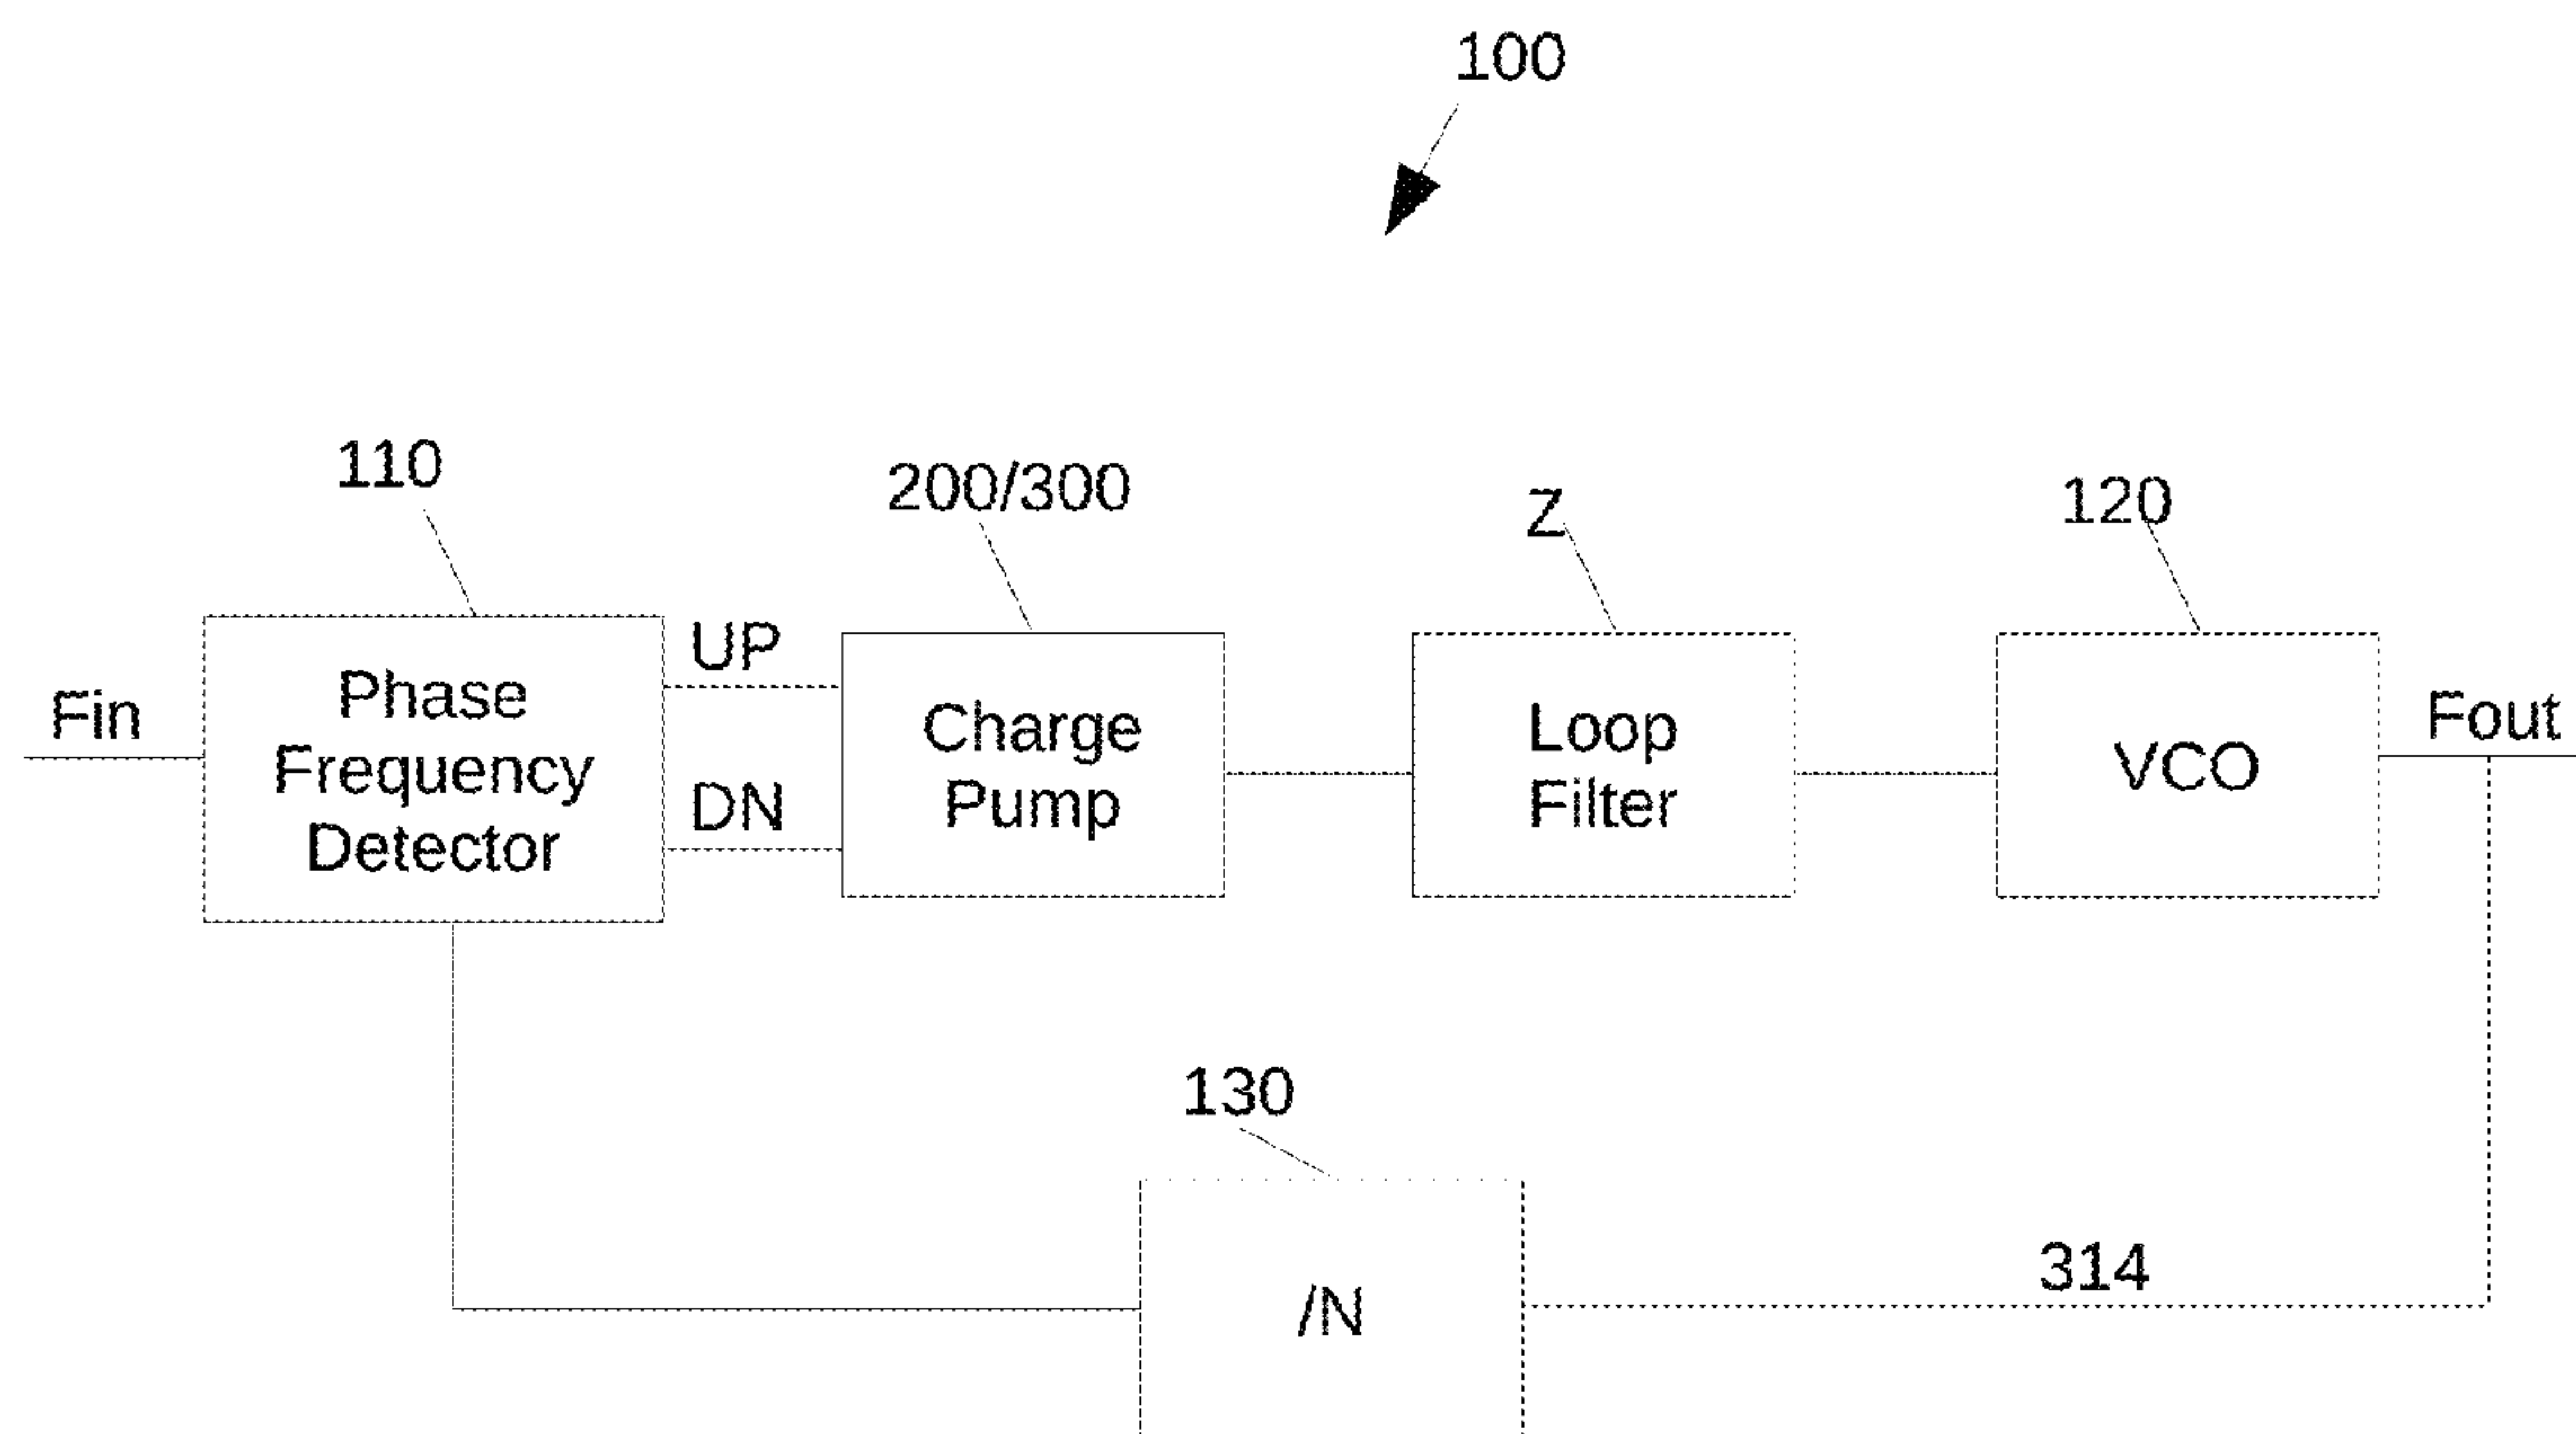 100
110
200/300
Z
120
Fin
Phase
Frequency
Detector
UP
DN
Charge
Pump
Loop
Filter
VCO
Fout
130
/N
314